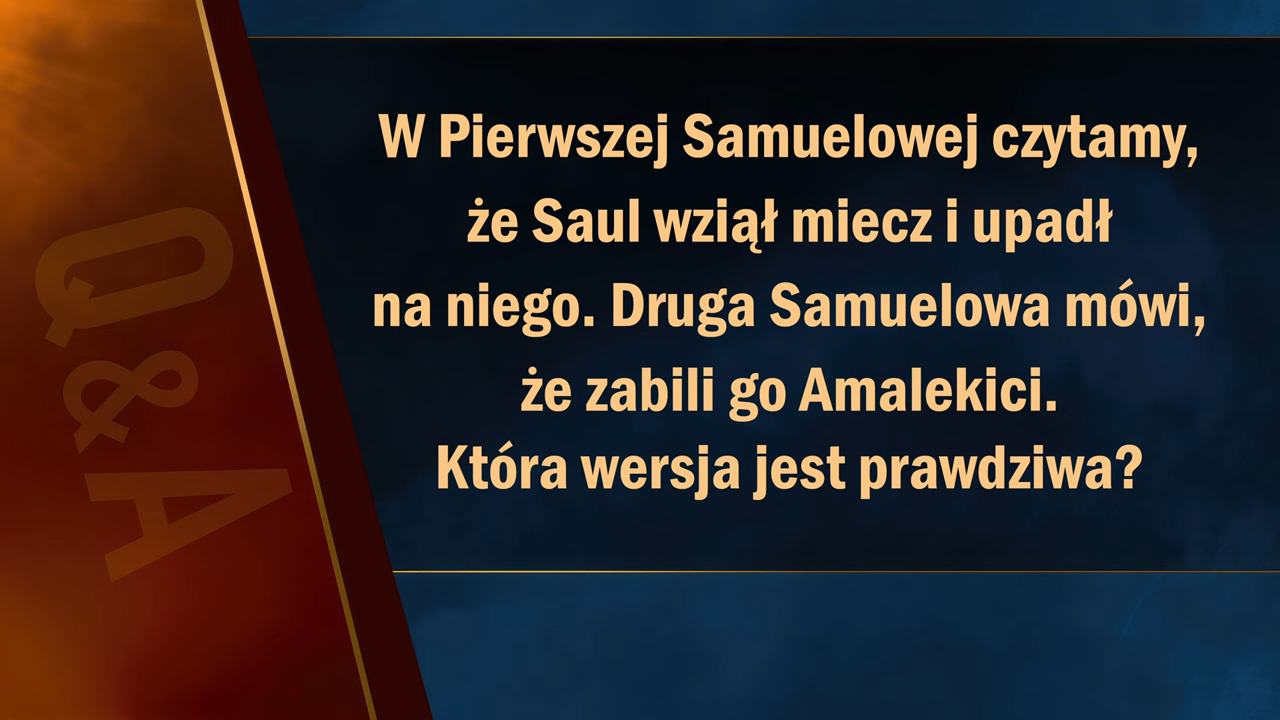 Q&A
W Pierwszej Samuelowej czytamy,
że Saul wziął miecz i upadł
na niego. Druga Samuelowa mówi,
że zabili go Amalekici.
Która wersja jest prawdziwa?